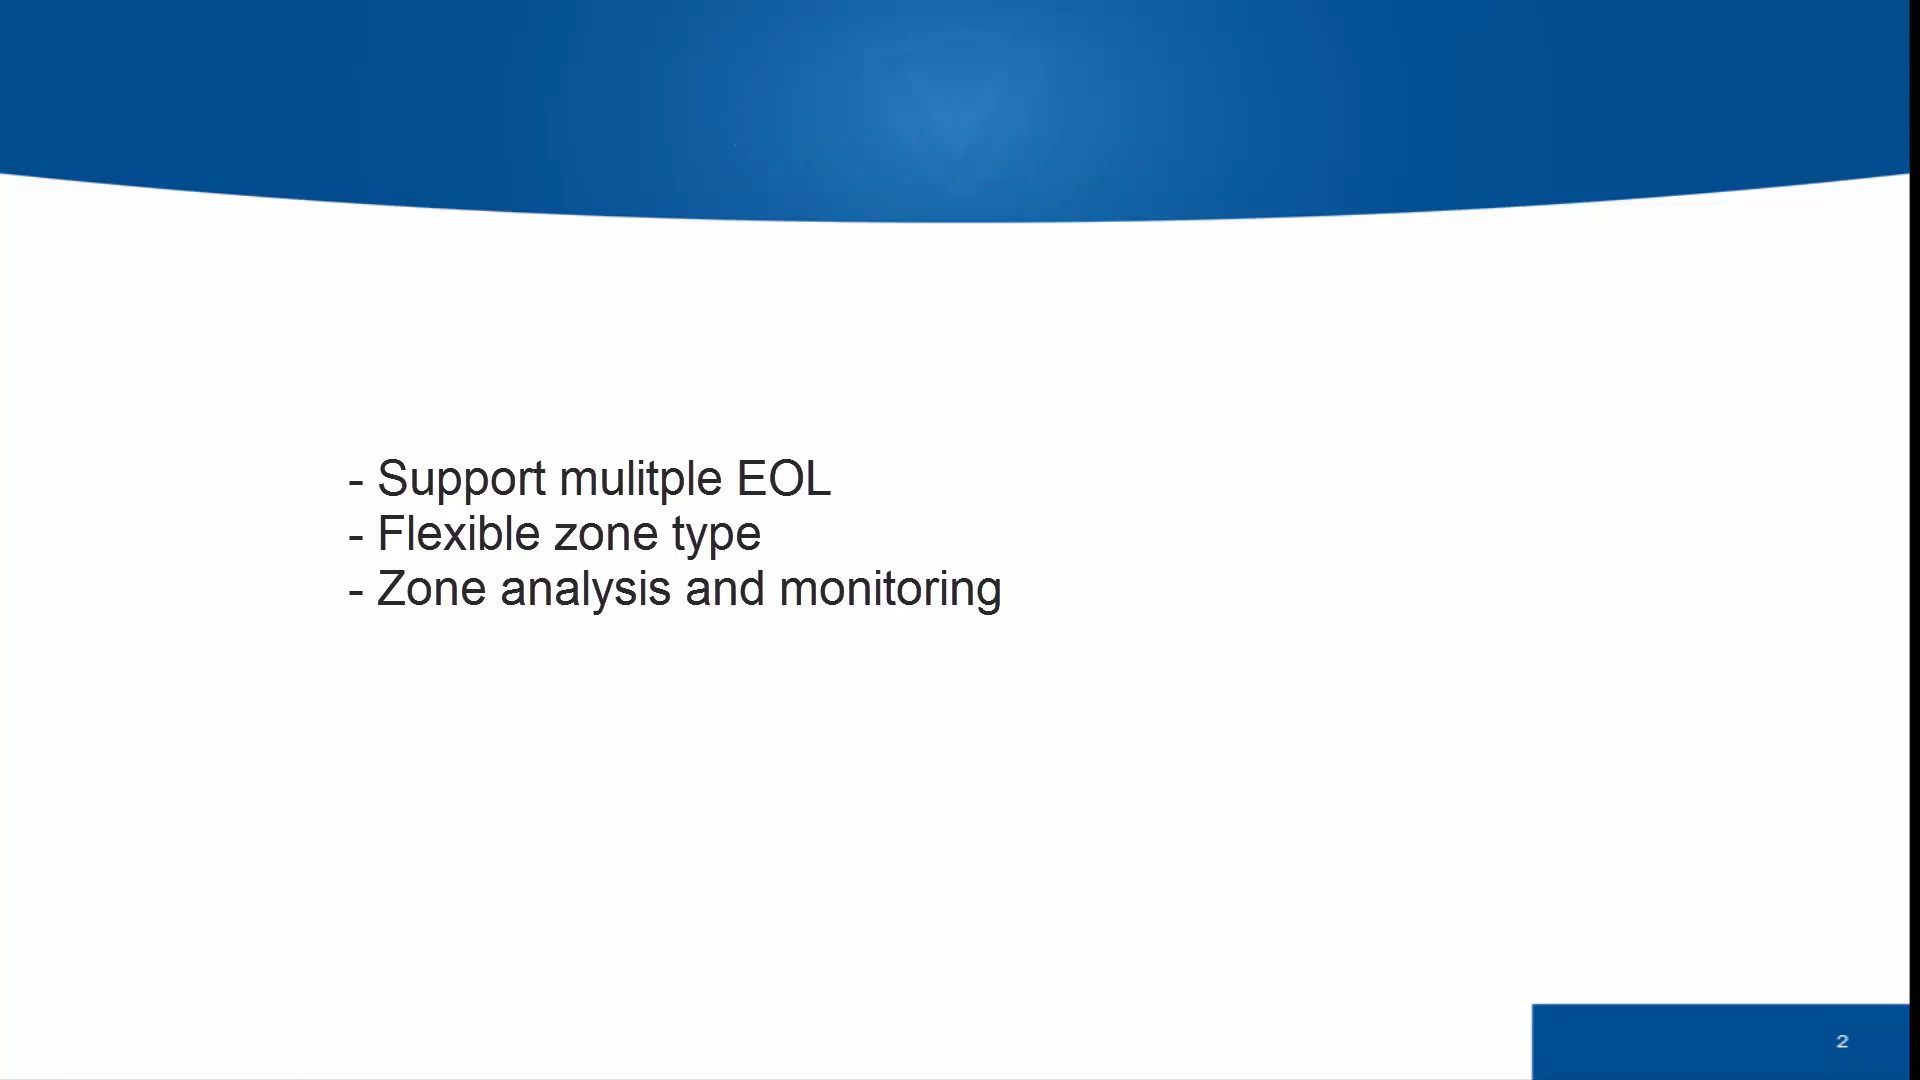 - Support mulitple EOL
- Flexible zone type
- Zone analysis and monitoring
2